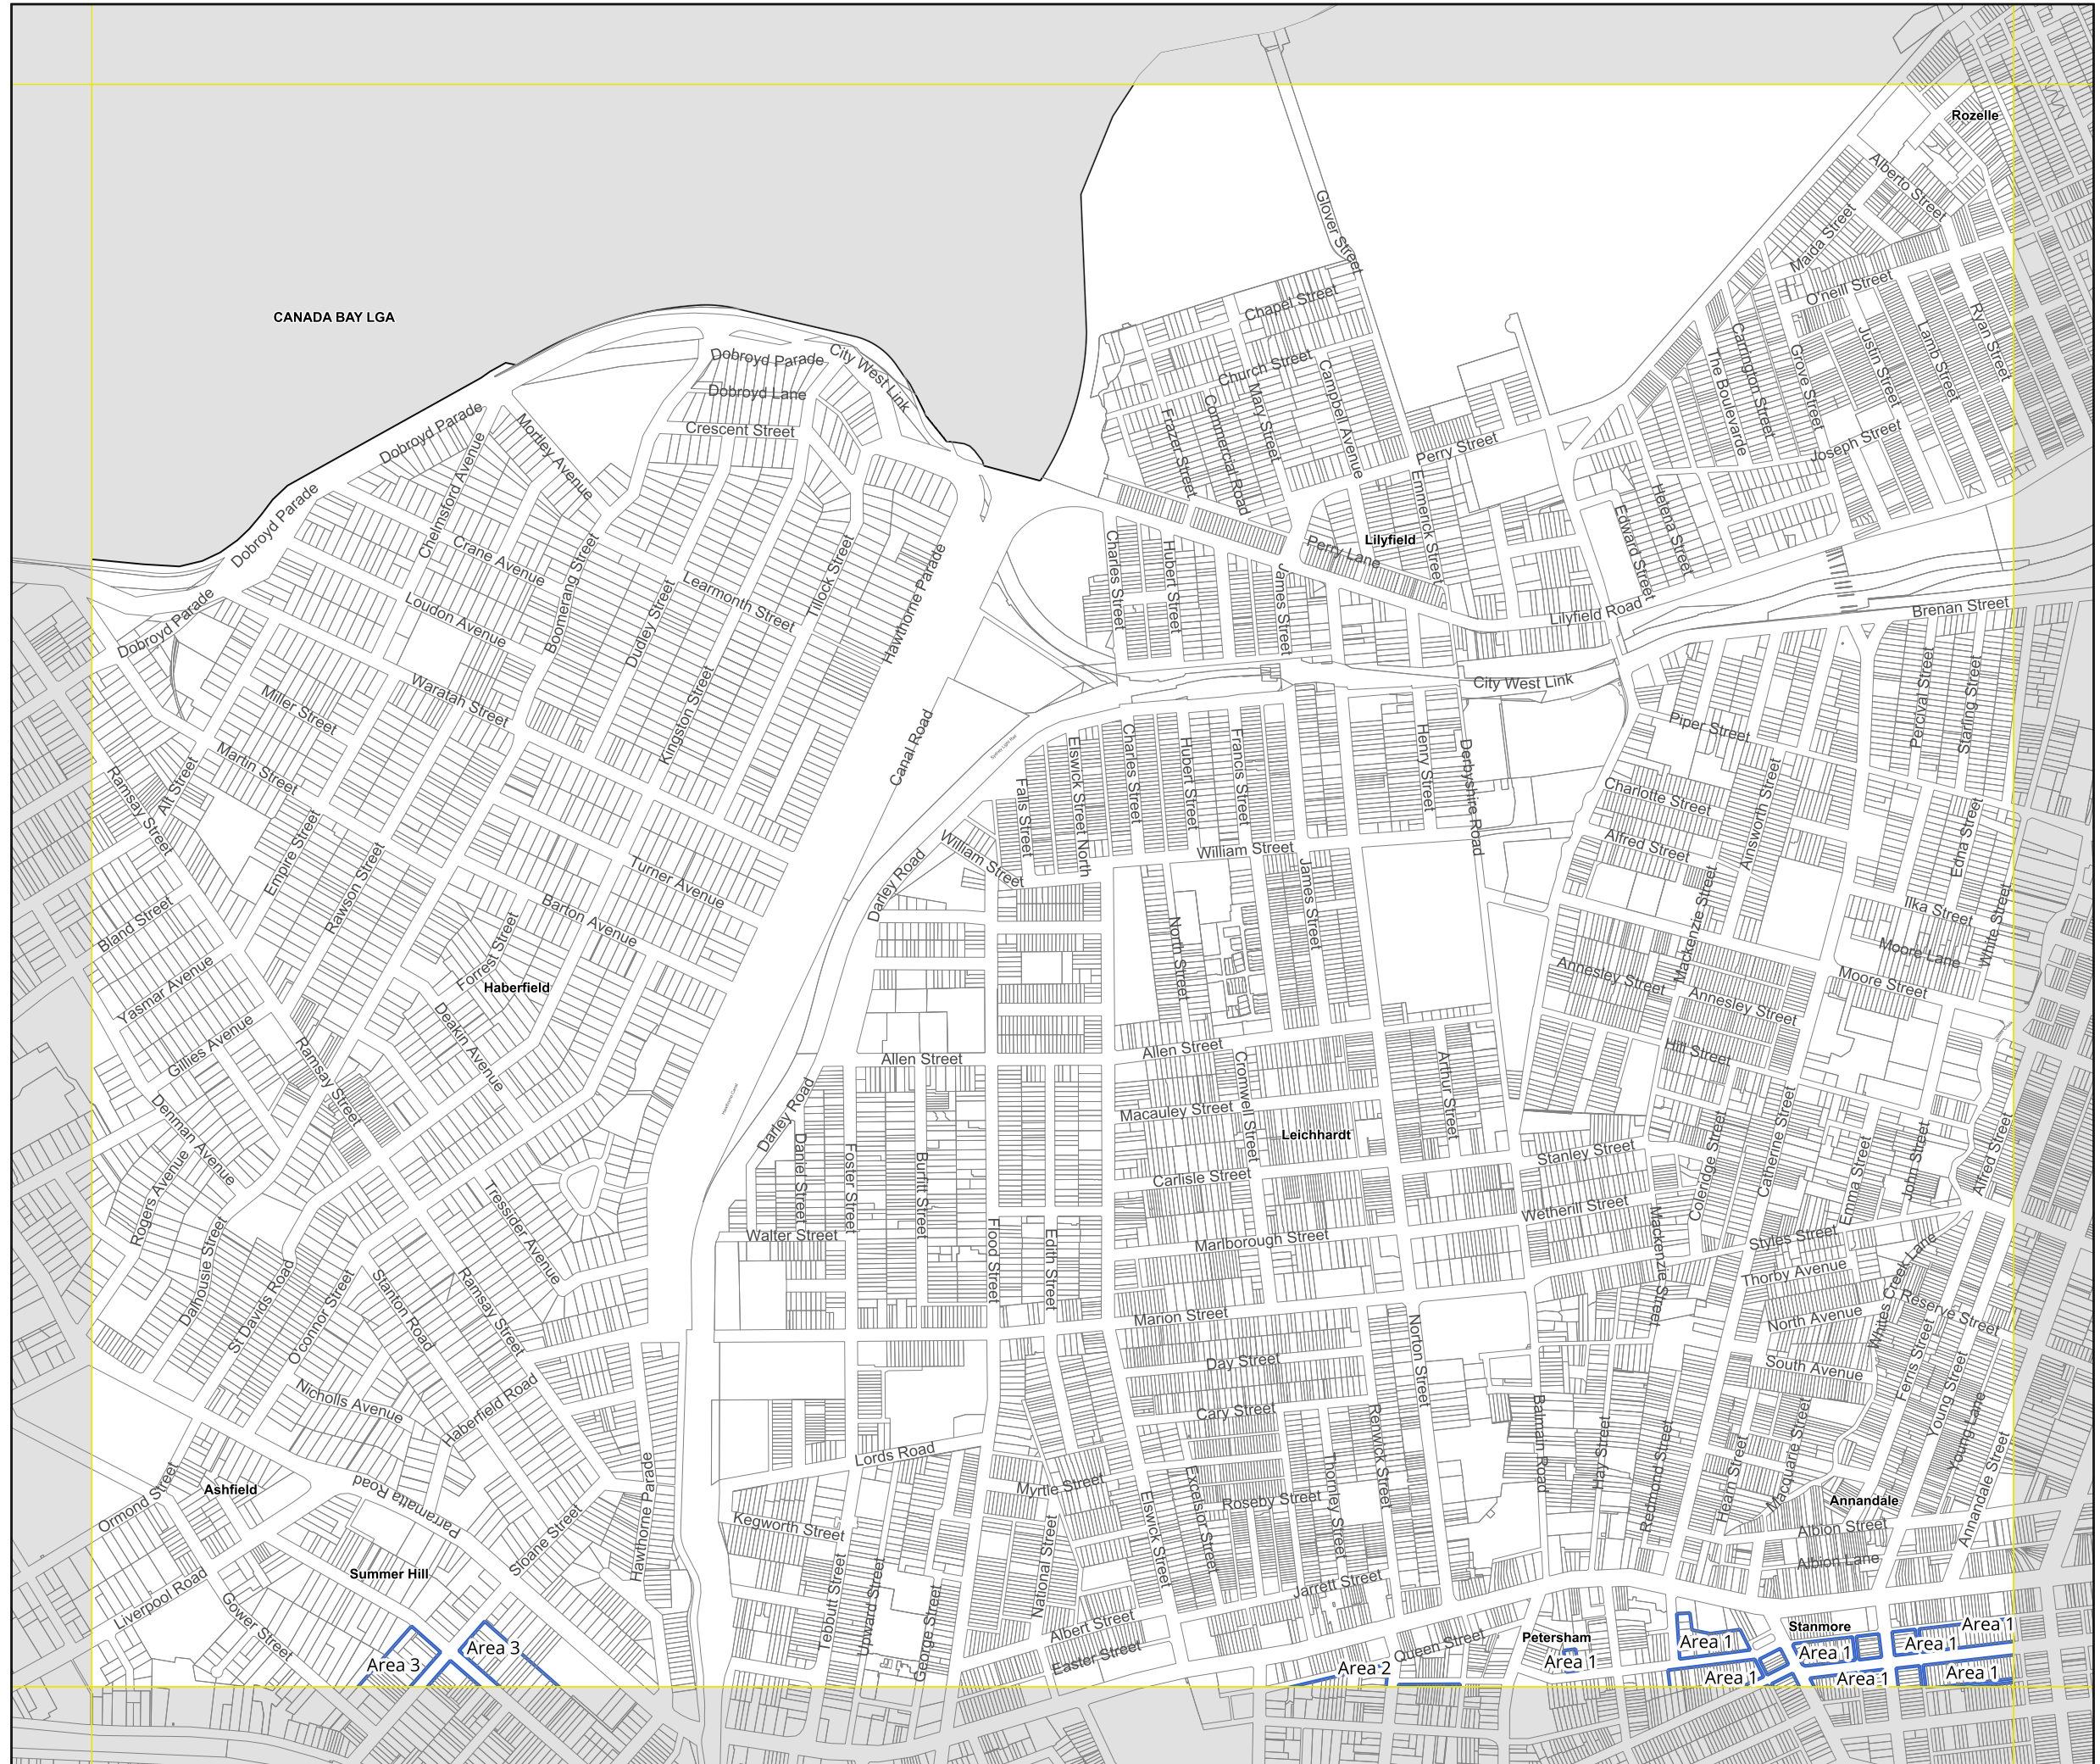 Rozelle
Alberto Street
Maida Street
Glover Street
O'neill Street
Chapel Street
CANADA BAY LGA
Ryan Street
Lamb Street
Justin Street
Carrington Street
Grove Street
The Boulevarde
Dobroyd Parade
City West Link
Church Street
Campbell Avenue
Mary Street
Commercial Road
Frazer Street
Dobroyd Lane
Crescent Street
Dobroyd Parade
Mortley Avenue
Chelmsford Avenue
Perry Street
Joseph Street
Emmerick Street
Helena Street
Edward Street
Dobroyd Parade
Crane Avenue
Boomerang Street
Learmonth Street
Tillock Street
Hawthorne Parade
Charles Street
Hubert Street
James Street
Perry Lane
Lilyfield
Lilyfield Road
Brenan Street
Dobroyd Parade
Loudon Avenue
Dudley Street
Kingston Street
City West Link
Percival Street
Starling Street
Miller Street
Waratah Street
Canal Road
Sydney Light Rail
Piper Street
Martin Street
Alt Street
Ramsay Street
Falls Street
Elswick Street North
Charles Street
Hubert Street
Francis Street
Henry Street
Derbyshire Road
Charlotte Street
Ainsworth Street
Alfred Street
Edna Street
Empire Street
Rawson Street
Turner Avenue
Darley Road
William Street
William Street
James Street
Mackenzie Street
Ilka Street
White Street
Moore Lane
Bland Street
Barton Avenue
Forrest Street
Haberfield
North Street
Annesley Street
Annesley Street
Moore Street
Yasmar Avenue
Gillies Avenue
Deakin Avenue
Ramsay Street
Allen Street
Allen Street
Hill Street
Hawthorne Canal
Darley Road
Denman Avenue
Macauley Street
Cromwell Street
Arthur Street
Leichhardt
Stanley Street
Coleridge Street
Catherine Street
Emma Street
John Street
Alfred Street
Rogers Avenue
Tressider Avenue
Dane Street
Foster Street
Burfitt Street
Carlisle Street
Wetherill Street
Walter Street
Flood Street
Edith Street
Marlborough Street
Mackenzie Street
Styles Street
Dalhousie Street
St Davids Road
O'connor Street
Stanton Road
Ramsay Street
Thorby Avenue
Whites Creek Lane
Reserve Street
Marion Street
Norton Street
North Avenue
Day Street
South Avenue
Ferris Street
Young Street
Young Lane
Nicholls Avenue
Haberfield Road
Cary Street
Renwick Street
Balmain Road
Hay Street
Redmond Street
Hearn Street
Macquarie Street
Annandale Street
Lords Road
Parramatta Road
Hawthorne Parade
Ashfield
Ormond Street
Myrtle Street
Elswick Street
Excelsior Street
Roseby Street
Thornley Street
Annandale
Albion Street
Albion Lane
Sloane Street
Kegworth Street
Summer Hill
Liverpool Road
Gower Street
Tebbutt Street
Upward Street
George Street
National Street
Jarrett Street
Albert Street
Easter Street
Queen Street
Petersham
Stanmore
Area 3
Area 3
Area 2
Area 1
Area 1
Area 1
Area 1
Area 1
Area 1
Area 1
Area 1